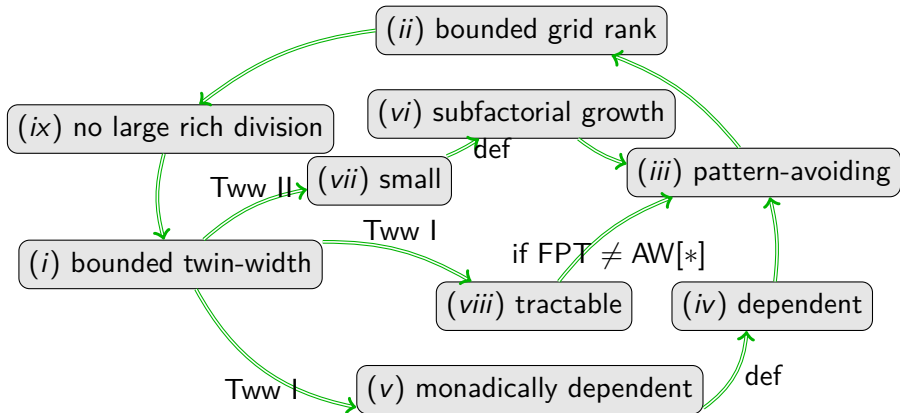 (ii) bounded grid rank
(vi) subfactorial growth
(ix) no large rich division
def
Tww II
(vii) small
(iii) pattern-avoiding
Tww I
(i) bounded twin-width
if FPT ≠ AW[*]
(viii) tractable
(iv) dependent
Tww I
(v) monadically dependent
def